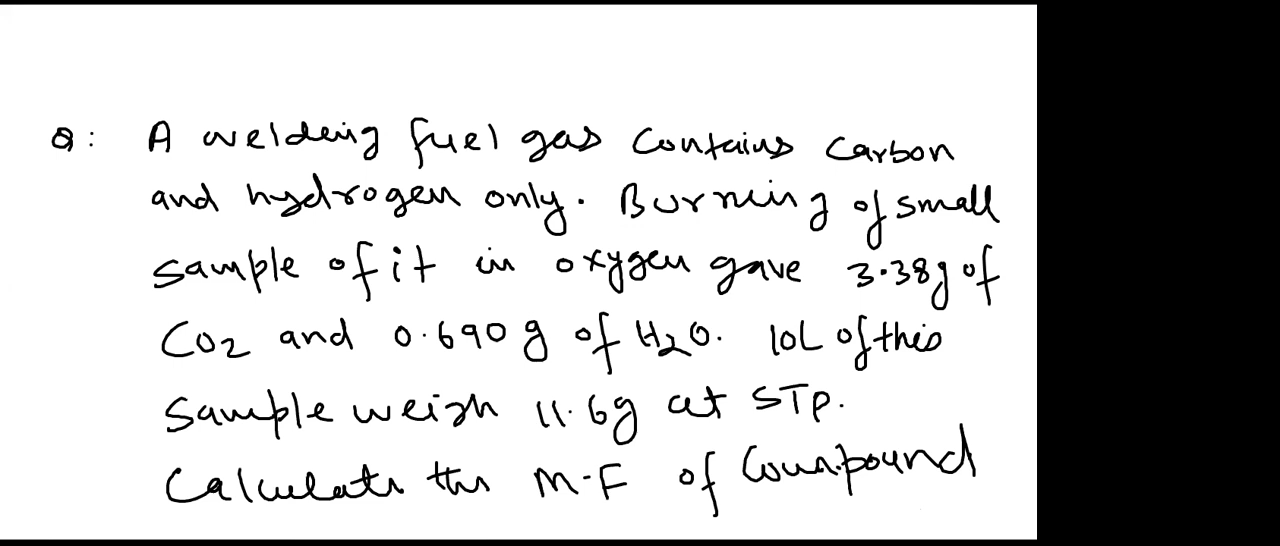 Q: A welding fuel gas contains carbon
and hydrogen only. Burning of small
sample of it in oxygen gave 3.38g of
CO2 and 0.690 g of H2O. 10L of this
sample weigh 11.6g at STP.
Calculate the M.F of Compound